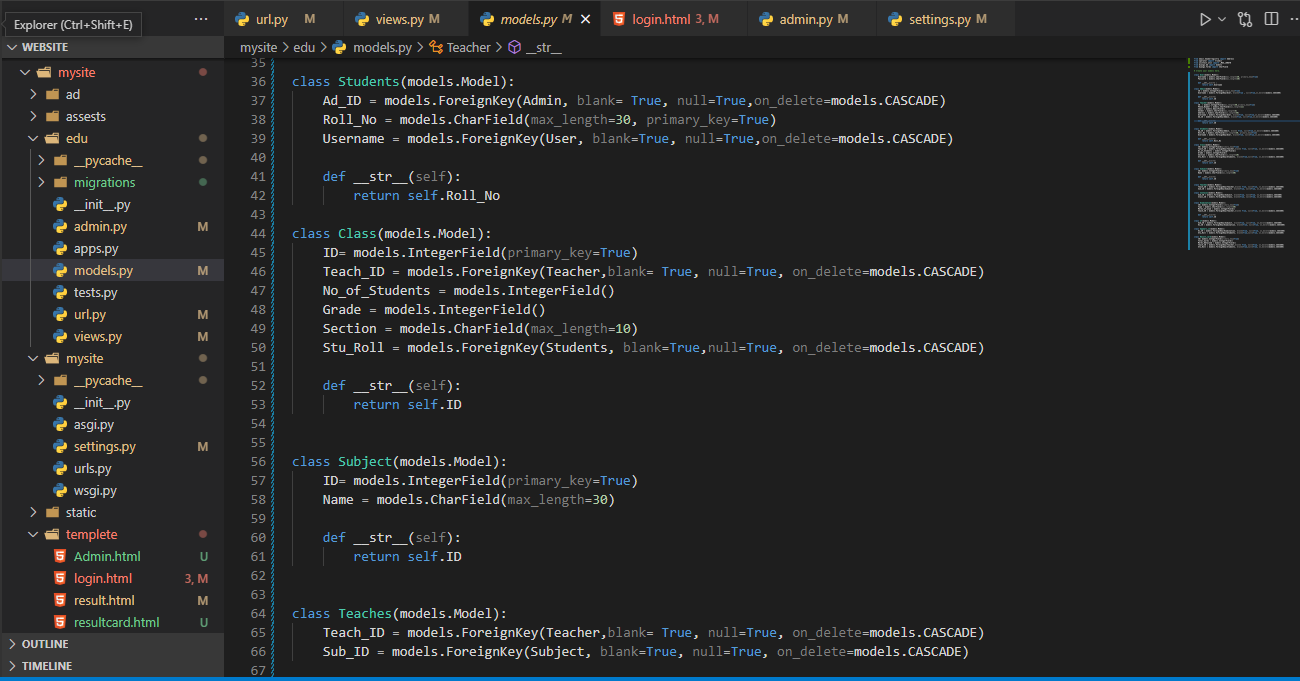 Explorer (Ctrl+Shift+E)
url.py M
views.py M
models.py M
login.html 3, M
admin.py M
settings.py M
WEBSITE
mysite > edu > models.py > Teacher > __str__
mysite
ad
assests
edu
__pycache__
migrations
__init__.py
admin.py M
apps.py
models.py M
tests.py
url.py M
views.py M
mysite
__pycache__
__init__.py
asgi.py
settings.py M
urls.py
wsgi.py
static
templete
Admin.html U
login.html 3, M
result.html M
resultcard.html U
OUTLINE
TIMELINE
35
36 class Students(models.Model):
37 Ad_ID = models.ForeignKey(Admin, blank= True, null=True,on_delete=models.CASCADE)
38 Roll_No = models.CharField(max_length=30, primary_key=True)
39 Username = models.ForeignKey(User, blank=True, null=True,on_delete=models.CASCADE)
40
41 def __str__(self):
42 return self.Roll_No
43
44 class Class(models.Model):
45 ID= models.IntegerField(primary_key=True)
46 Teach_ID = models.ForeignKey(Teacher,blank= True, null=True, on_delete=models.CASCADE)
47 No_of_Students = models.IntegerField()
48 Grade = models.IntegerField()
49 Section = models.CharField(max_length=10)
50 Stu_Roll = models.ForeignKey(Students, blank=True,null=True, on_delete=models.CASCADE)
51
52 def __str__(self):
53 return self.ID
54
55
56 class Subject(models.Model):
57 ID= models.IntegerField(primary_key=True)
58 Name = models.CharField(max_length=30)
59
60 def __str__(self):
61 return self.ID
62
63
64 class Teaches(models.Model):
65 Teach_ID = models.ForeignKey(Teacher,blank= True, null=True, on_delete=models.CASCADE)
66 Sub_ID = models.ForeignKey(Subject, blank=True, null=True, on_delete=models.CASCADE)
67